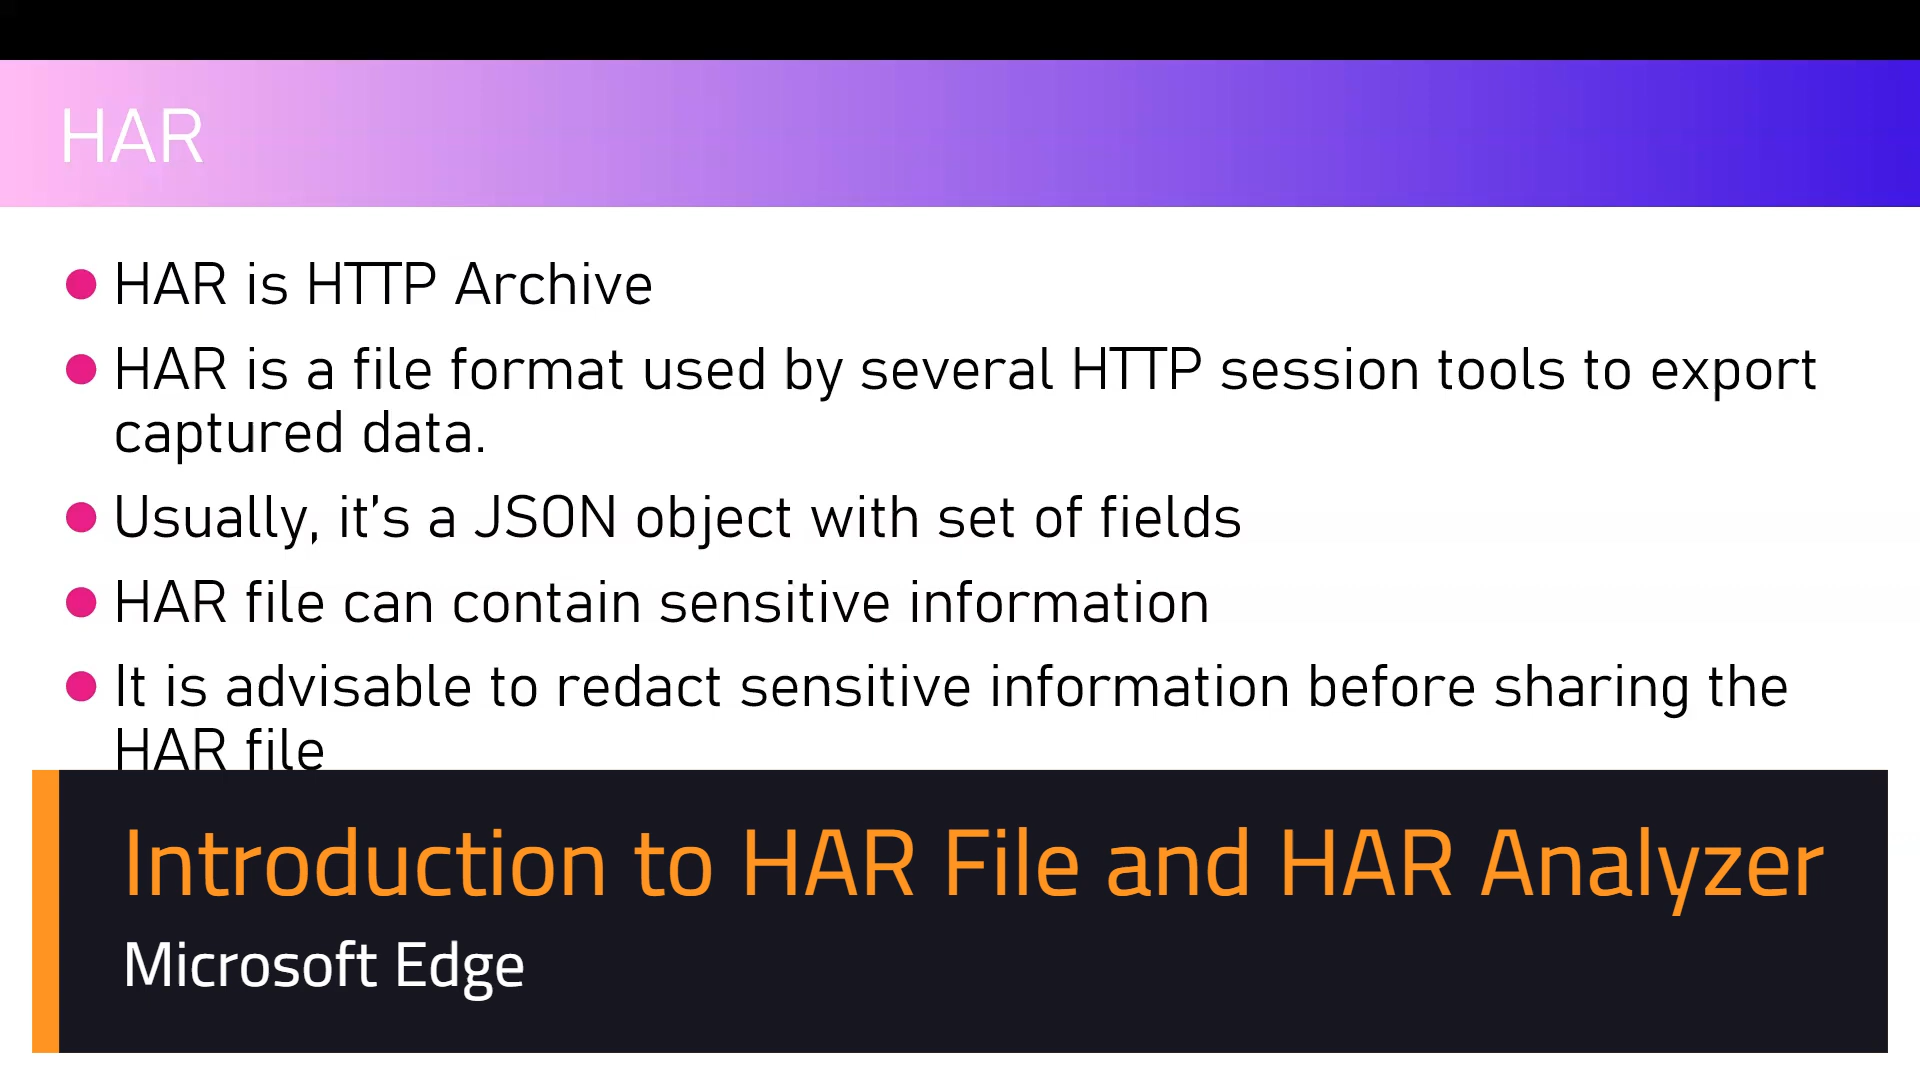 HAR
HAR is HTTP Archive
HAR is a file format used by several HTTP session tools to export
captured data.
Usually, it's a JSON object with set of fields
HAR file can contain sensitive information
It is advisable to redact sensitive information before sharing the
HAR file
Introduction to HAR File and HAR Analyzer
Microsoft Edge